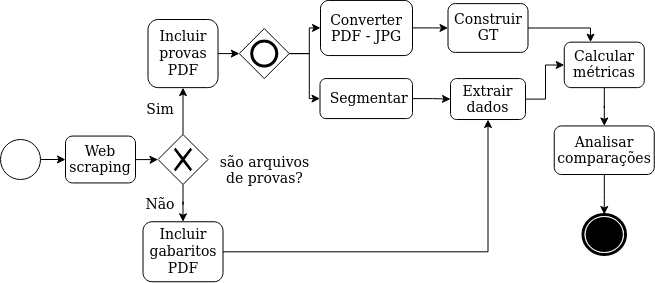 Incluir
provas
PDF
Converter
PDF - JPG
Construir
GT
Calcular
métricas
Segmentar
Extrair
dados
Sim
Web
scraping
são arquivos
de provas?
Analisar
comparações
Não
Incluir
gabaritos
PDF